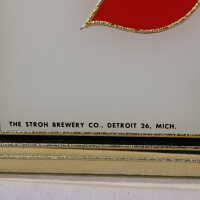 THE STROH BREWERY CO., DETROIT 26, MICH.